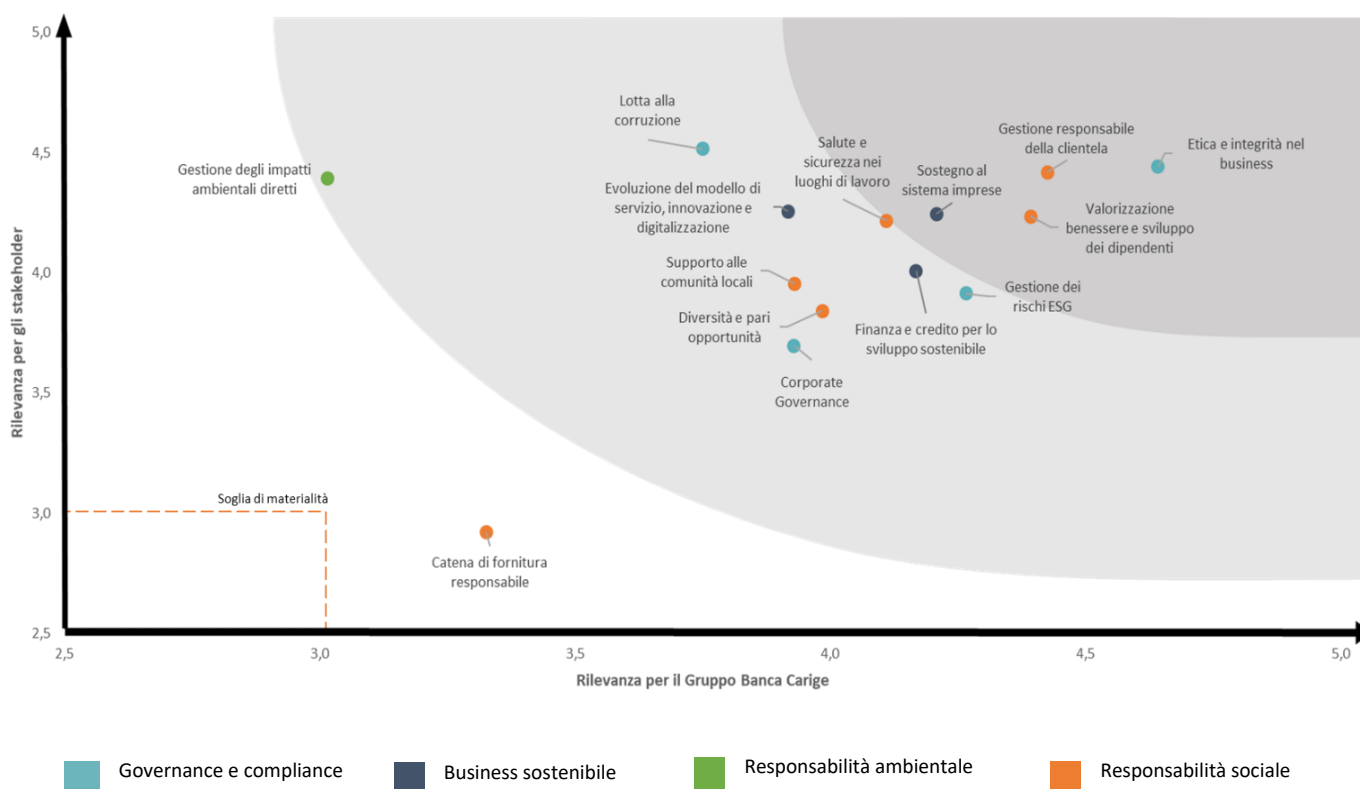 5,0
4,5
4,0
3,5
3,0
2,5
Rilevanza per gli stakeholder
Lotta alla
corruzione
Gestione degli impatti
ambientali diretti
Evoluzione del modello di
servizio, innovazione e
digitalizzazione
Salute e
sicurezza nei
luoghi di lavoro
Sostegno al
sistema imprese
Gestione responsabile
della clientela
Etica e integrità nel
business
Valorizzazione
benessere e sviluppo
dei dipendenti
Supporto alle
comunità locali
Diversità e pari
opportunità
Corporate
Governance
Finanza e credito per lo
sviluppo sostenibile
Gestione dei
rischi ESG
Soglia di materialità
Catena di fornitura
responsabile
2,5
3,0
3,5
4,0
4,5
5,0
Rilevanza per il Gruppo Banca Carige
Governance e compliance
Business sostenibile
Responsabilità ambientale
Responsabilità sociale